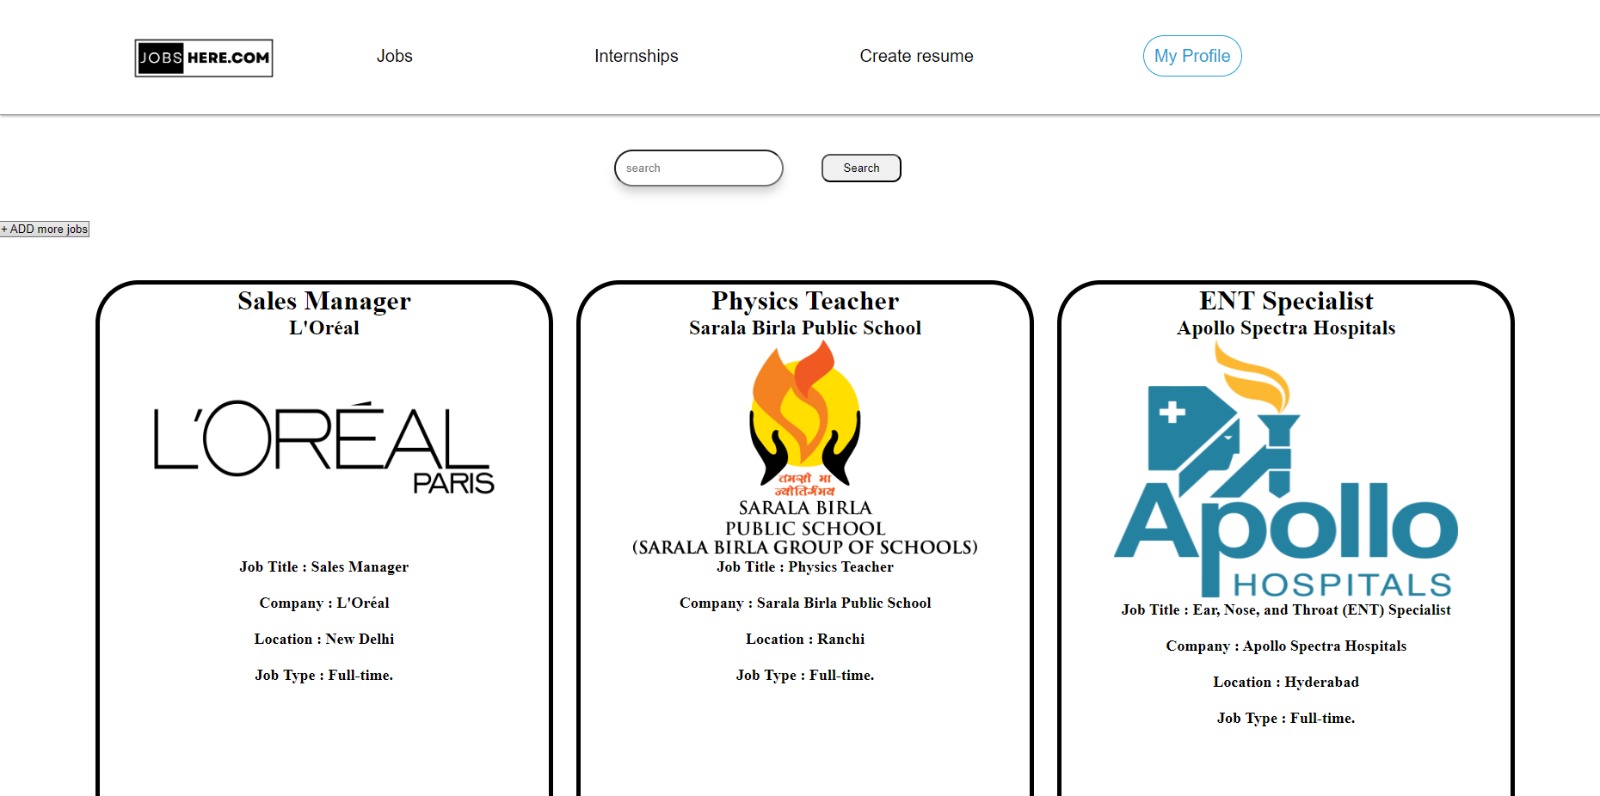 JOBS HERE.COM
Jobs
Internships
Create resume
My Profile
search
Search
+ ADD more jobs
Sales Manager
L'Oréal
L'ORÉAL
PARIS
Job Title : Sales Manager
Company : L'Oréal
Location : New Delhi
Job Type : Full-time.
Physics Teacher
Sarala Birla Public School
तमसो मा
ज्योतिर्गमय
SARALA BIRLA
PUBLIC SCHOOL
(SARALA BIRLA GROUP OF SCHOOLS)
Job Title : Physics Teacher
Company : Sarala Birla Public School
Location : Ranchi
Job Type : Full-time.
ENT Specialist
Apollo Spectra Hospitals
Apollo
HOSPITALS
Job Title : Ear, Nose, and Throat (ENT) Specialist
Company : Apollo Spectra Hospitals
Location : Hyderabad
Job Type : Full-time.